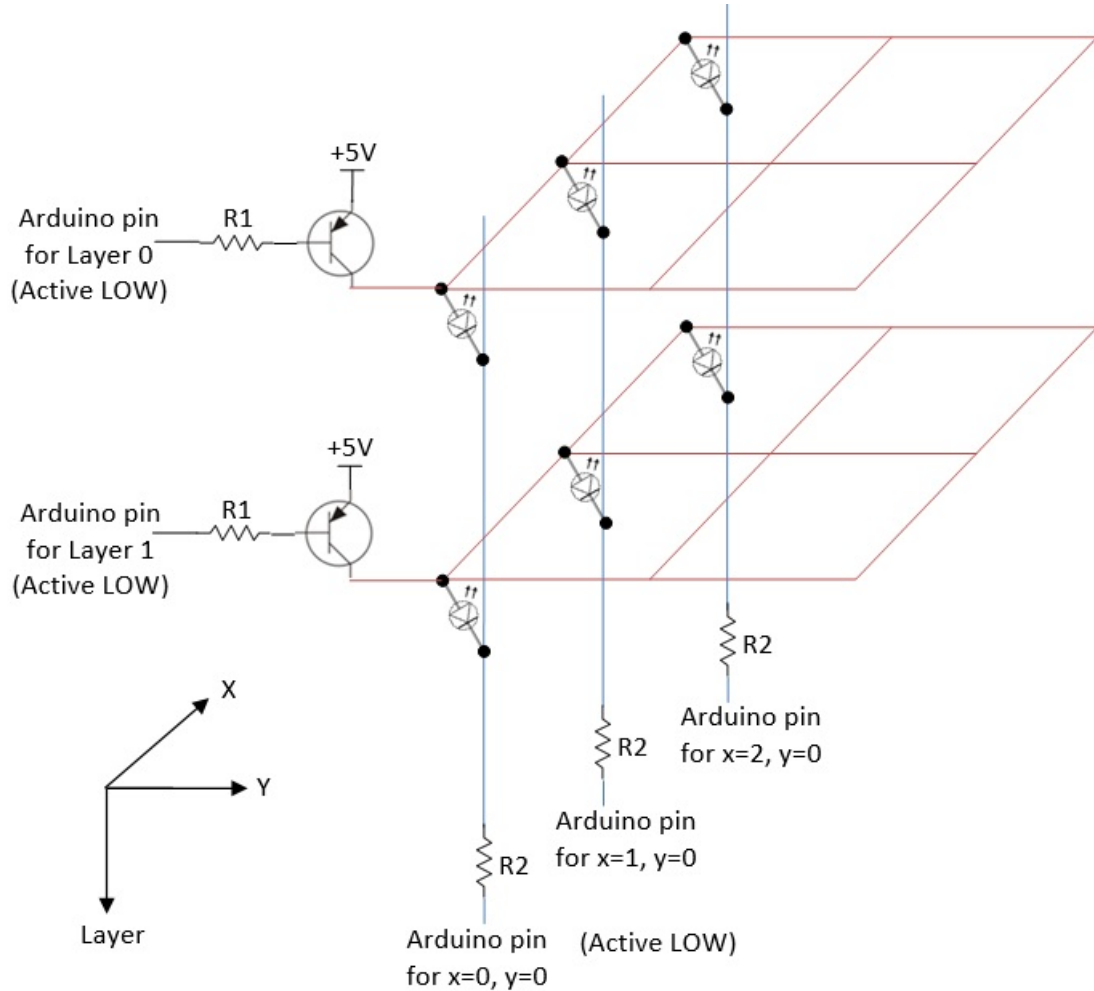 +5V
Arduino pin
for Layer 0
(Active LOW)
R1
+5V
Arduino pin
for Layer 1
(Active LOW)
R1
R2
Arduino pin
for x=2, y=0
R2
Arduino pin
for x=1, y=0
R2
Arduino pin
for x=0, y=0
(Active LOW)
X
Y
Layer